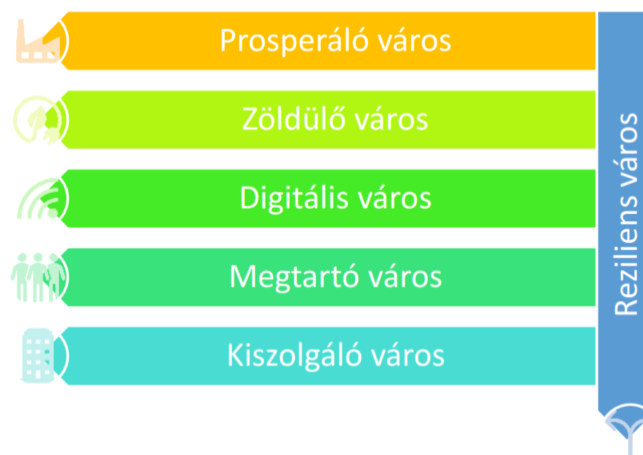 Prosperáló város
Zöldülő város
Digitális város
Megtartó város
Kiszolgáló város
Reziliens város